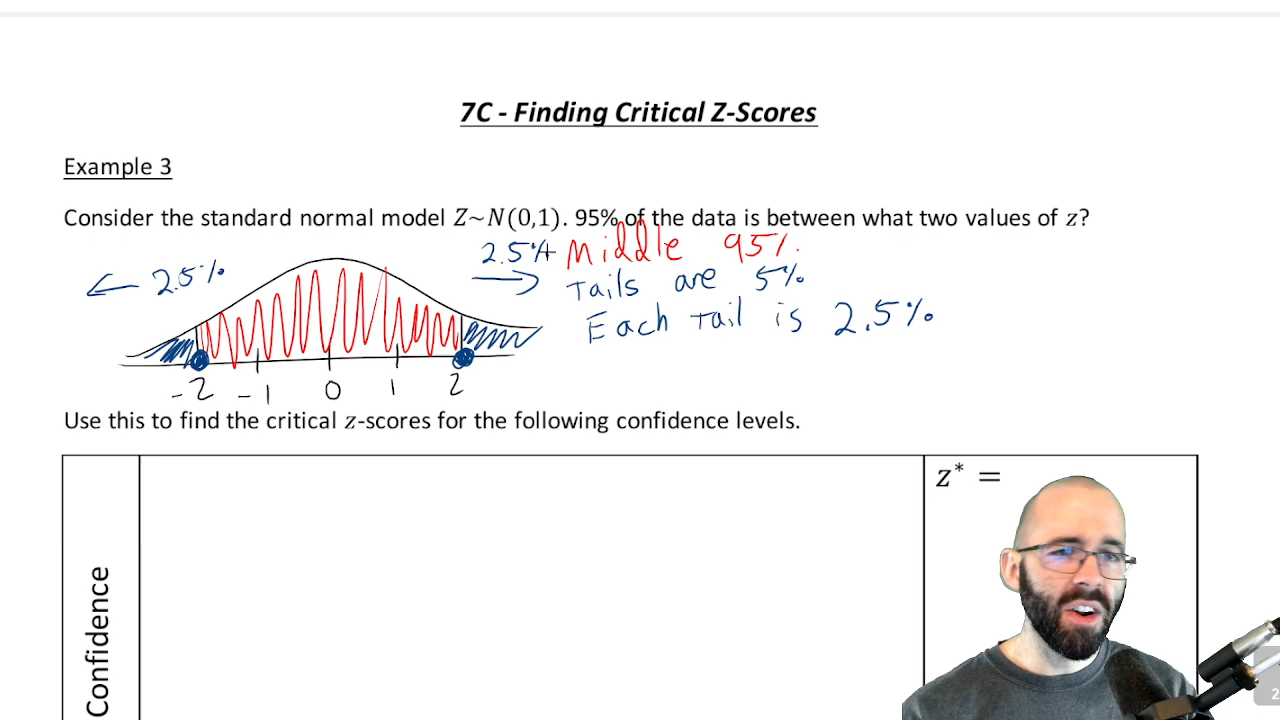 7C - Finding Critical Z-Scores
Example 3
Consider the standard normal model Z~N(0,1). 95% of the data is between what two values of z?
2.5% Middle 95%
← 2.5% → Tails are 5%
Each Tail is 2.5%
-2 -1 0 1 2
Use this to find the critical z-scores for the following confidence levels.
z* =
Confidence
2